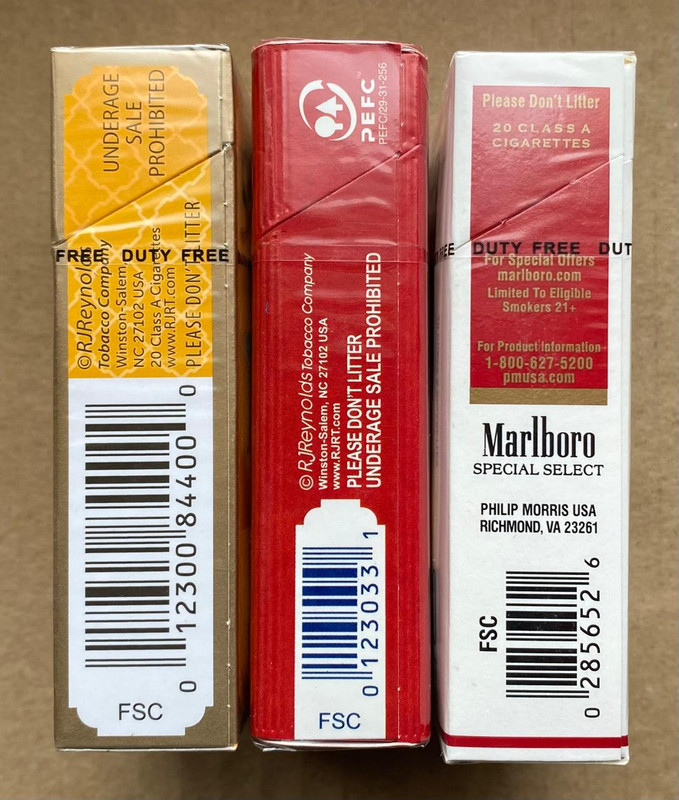 UNDERAGE
SALE
PROHIBITED
FREE DUTY FREE
©RJReynolds
Tobacco Company
Winston-Salem,
NC 27102 USA
20 Class A Cigarettes
www.RJRT.com
PLEASE DON'T LITTER
0 12300 84400 0
FSC
PEFC™
PEFC/29-31-256
© RJReynolds Tobacco Company
Winston-Salem, NC 27102 USA
www.RJRT.com
PLEASE DON'T LITTER
UNDERAGE SALE PROHIBITED
0 123033 1
FSC
Please Don't Litter
20 CLASS A
CIGARETTES
FREE DUTY FREE DUT
For Special Offers
marlboro.com
Limited To Eligible
Smokers 21+
For Product Information
1-800-627-5200
pmusa.com
Marlboro
SPECIAL SELECT
PHILIP MORRIS USA
RICHMOND, VA 23261
FSC
0 285652 6